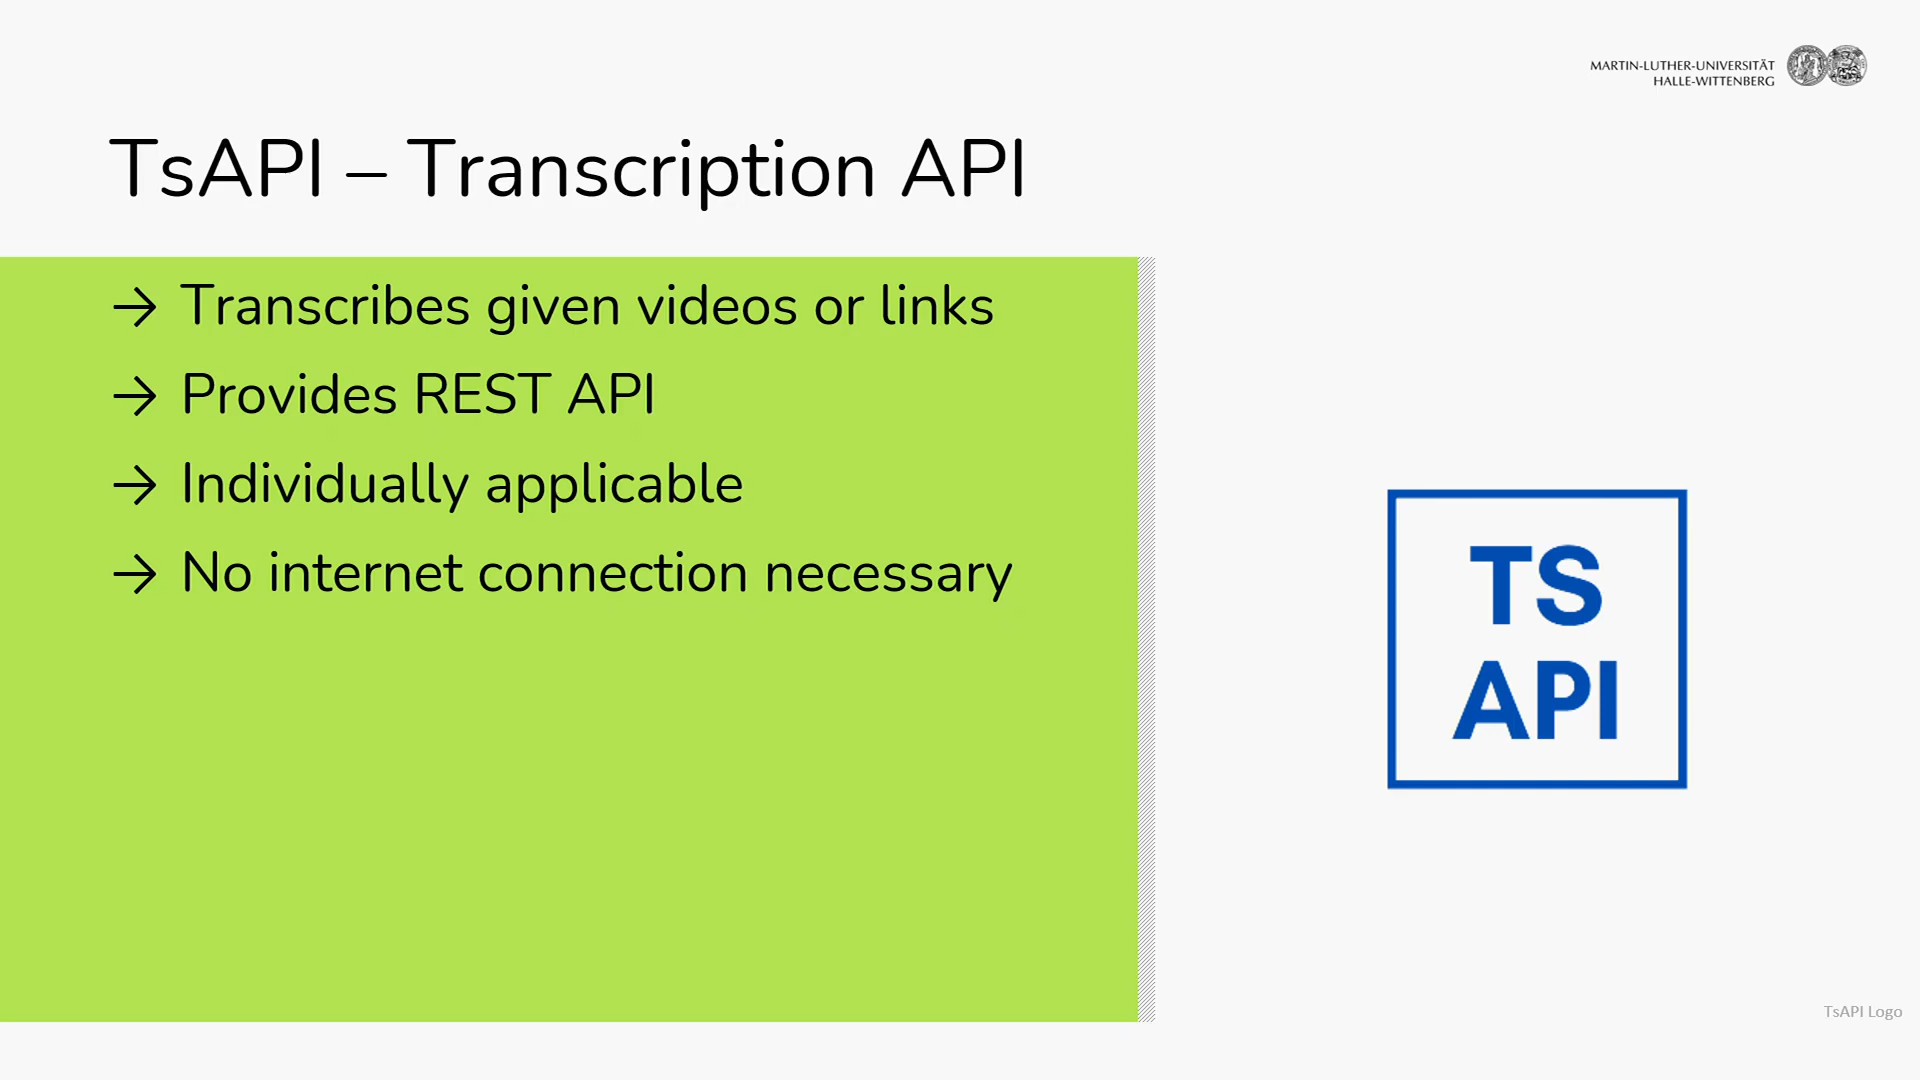 MARTIN-LUTHER-UNIVERSITÄT
HALLE-WITTENBERG
TsAPI – Transcription API
→ Transcribes given videos or links
→ Provides REST API
→ Individually applicable
→ No internet connection necessary
TS
API
TsAPI Logo